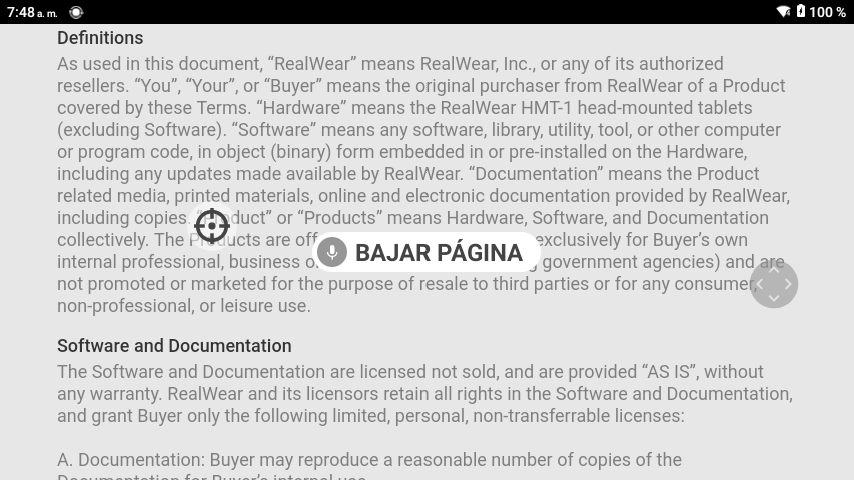 7:48 a. m.
100 %
Definitions
As used in this document, “RealWear” means RealWear, Inc., or any of its authorized
resellers. “You”, “Your”, or “Buyer” means the original purchaser from RealWear of a Product
covered by these Terms. “Hardware” means the RealWear HMT-1 head-mounted tablets
(excluding Software). “Software” means any software, library, utility, tool, or other computer
or program code, in object (binary) form embedded in or pre-installed on the Hardware,
including any updates made available by RealWear. “Documentation” means the Product
related media, printed materials, online and electronic documentation provided by RealWear,
including copies. “Product” or “Products” means Hardware, Software, and Documentation
collectively. The Products are exclusively for Buyer’s own
BAJAR PÁGINA
internal professional, business government agencies) and are
not promoted or marketed for the purpose of resale to third parties or for any consumer,
non-professional, or leisure use.
Software and Documentation
The Software and Documentation are licensed not sold, and are provided “AS IS”, without
any warranty. RealWear and its licensors retain all rights in the Software and Documentation,
and grant Buyer only the following limited, personal, non-transferrable licenses:
A. Documentation: Buyer may reproduce a reasonable number of copies of the
Documentation for Buyer’s internal use